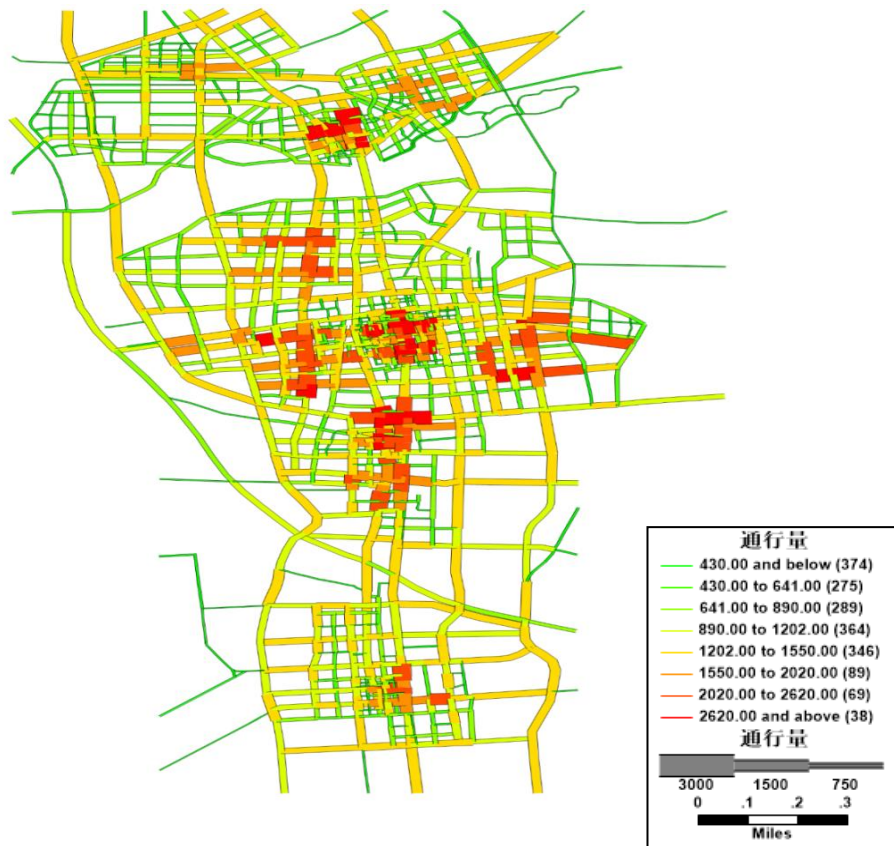 通行量
430.00 and below (374)
430.00 to 641.00 (275)
641.00 to 890.00 (289)
890.00 to 1202.00 (364)
1202.00 to 1550.00 (346)
1550.00 to 2020.00 (89)
2020.00 to 2620.00 (69)
2620.00 and above (38)
通行量
3000 1500 750
0 .1 .2 .3
Miles